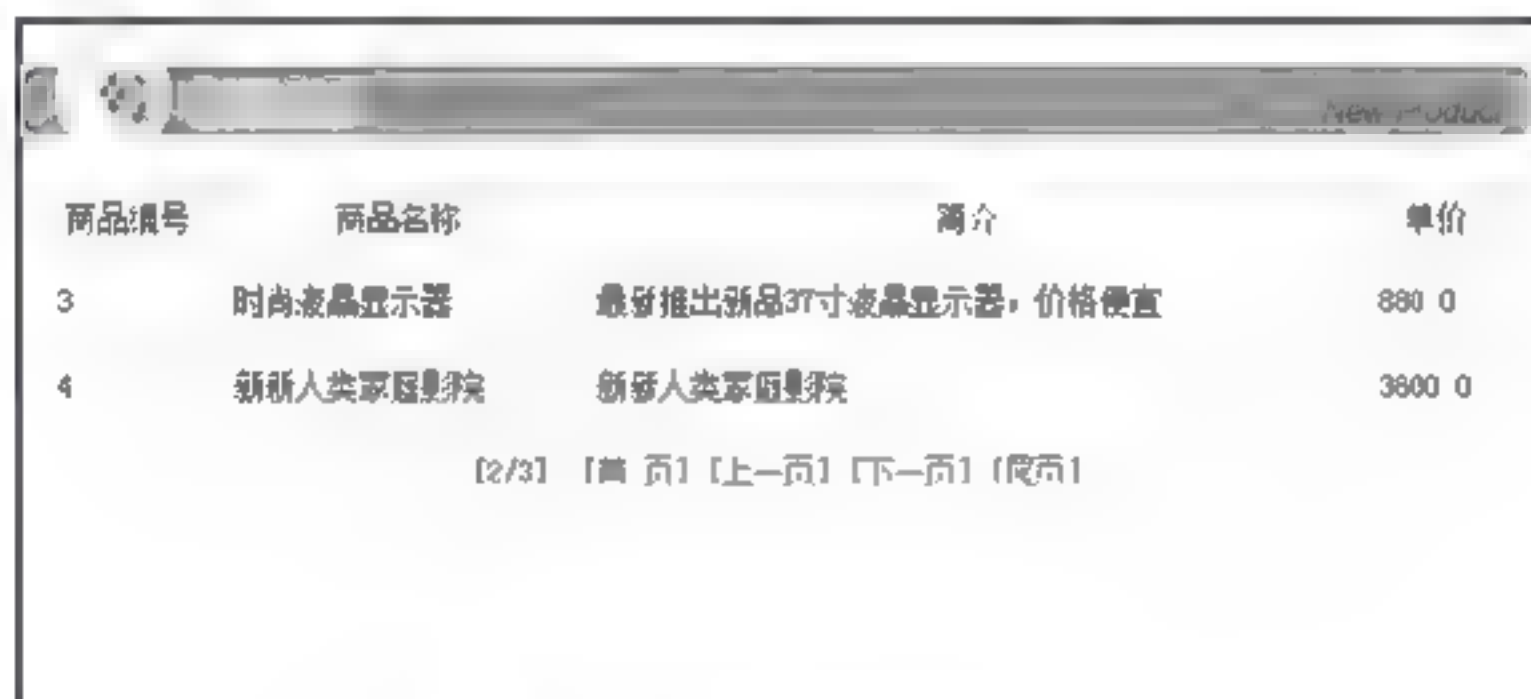 New Product
商品编号 商品名称 简介 单价
3 时尚液晶显示器 最新推出新品37寸液晶显示器，价格便宜 880 0
4 新新人类家庭影院 新新人类家庭影院 3600 0
[2/3] [首 页] [上一页] [下一页] [尾页]